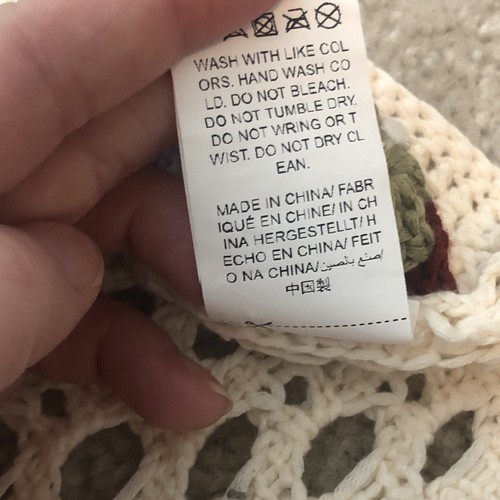 WASH WITH LIKE COL
ORS. HAND WASH CO
LD. DO NOT BLEACH.
DO NOT TUMBLE DRY.
DO NOT WRING OR T
WIST. DO NOT DRY CL
EAN.
MADE IN CHINA/ FABR
IQUÉ EN CHINE/ IN CH
INA HERGESTELLT/ H
ECHO EN CHINA/ FEIT
O NA CHINA/صنع بالصين/
中国製